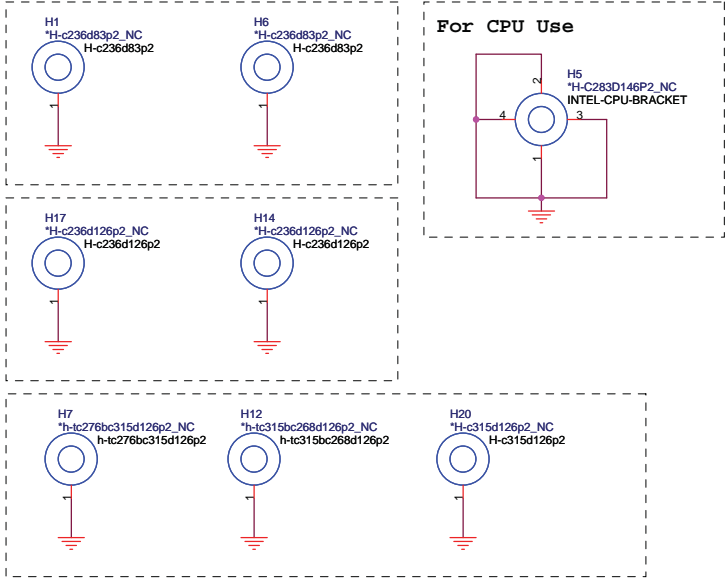 H1
*H-c236d83p2_NC
H-c236d83p2
1
H6
*H-c236d83p2_NC
H-c236d83p2
1
For CPU Use
H5
*H-C283D146P2_NC
INTEL-CPU-BRACKET
2
4
3
1
H17
*H-c236d126p2_NC
H-c236d126p2
1
H14
*H-c236d126p2_NC
H-c236d126p2
1
H7
*h-tc276bc315d126p2_NC
h-tc276bc315d126p2
1
H12
*h-tc315bc268d126p2_NC
h-tc315bc268d126p2
1
H20
*H-c315d126p2_NC
H-c315d126p2
1